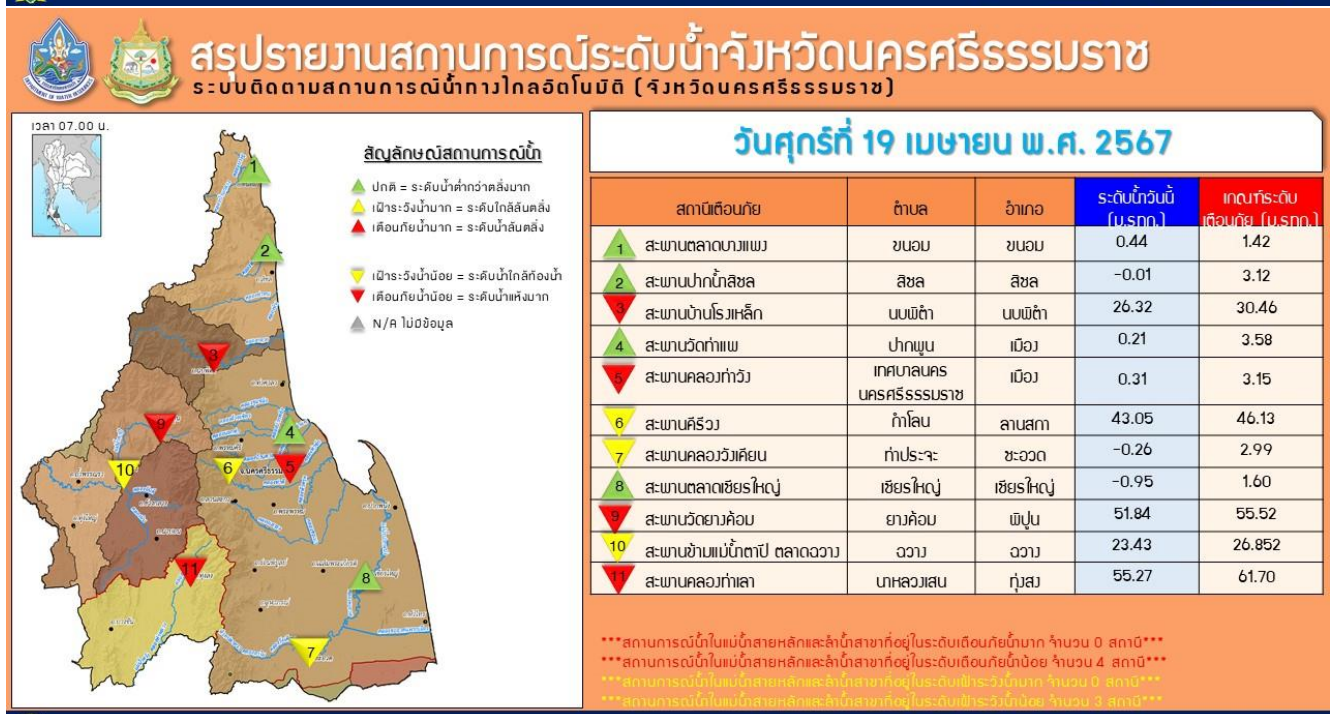 สรุปรายงานสถานการณ์ระดับน้ำจังหวัดนครศรีธรรมราช
ระบบติดตามสถานการณ์น้ำทางไกลอัตโนมัติ (จังหวัดนครศรีธรรมราช)
เวลา 07.00 น.
สัญลักษณ์สถานการณ์น้ำ
ปกติ = ระดับน้ำต่ำกว่าตลิ่งมาก
เฝ้าระวังน้ำมาก = ระดับใกล้ล้นตลิ่ง
เตือนภัยน้ำมาก = ระดับน้ำล้นตลิ่ง
เฝ้าระวังน้ำน้อย = ระดับน้ำใกล้ท้องน้ำ
เตือนภัยน้ำน้อย = ระดับน้ำแห้งมาก
N/A ไม่มีข้อมูล
1
2
3
4
9
10
6
5
11
8
7
วันศุกร์ที่ 19 เมษายน พ.ศ. 2567
สถานีเตือนภัย ตำบล อำเภอ ระดับน้ำวันนี้ (ม.รทก.) เกณฑ์ระดับเตือนภัย (ม.รทก.)
1 สะพานตลาดบางแพง ขนอม ขนอม 0.44 1.42
2 สะพานปากน้ำสิชล สิชล สิชล -0.01 3.12
3 สะพานบ้านโรงเหล็ก นบพิตำ นบพิตำ 26.32 30.46
4 สะพานวัดท่าแพ ปากพูน เมือง 0.21 3.58
5 สะพานคลองท่าวัง เทศบาลนครนครศรีธรรมราช เมือง 0.31 3.15
6 สะพานคีรีวง กำโลน ลานสกา 43.05 46.13
7 สะพานคลองวังเคียน ท่าประจะ ชะอวด -0.26 2.99
8 สะพานตลาดเชียรใหญ่ เชียรใหญ่ เชียรใหญ่ -0.95 1.60
9 สะพานวัดยางค้อม ยางค้อม พิปูน 51.84 55.52
10 สะพานข้ามแม่น้ำตาปี ตลาดฉวาง ฉวาง ฉวาง 23.43 26.852
11 สะพานคลองท่าเลา นาหลวงเสน ทุ่งสง 55.27 61.70
***สถานการณ์น้ำในแม่น้ำสายหลักและลำน้ำสาขาที่อยู่ในระดับเตือนภัยน้ำมาก จำนวน 0 สถานี***
***สถานการณ์น้ำในแม่น้ำสายหลักและลำน้ำสาขาที่อยู่ในระดับเตือนภัยน้ำน้อย จำนวน 4 สถานี***
***สถานการณ์น้ำในแม่น้ำสายหลักและลำน้ำสาขาที่อยู่ในระดับเฝ้าระวังน้ำมาก จำนวน 0 สถานี***
***สถานการณ์น้ำในแม่น้ำสายหลักและลำน้ำสาขาที่อยู่ในระดับเฝ้าระวังน้ำน้อย จำนวน 3 สถานี***